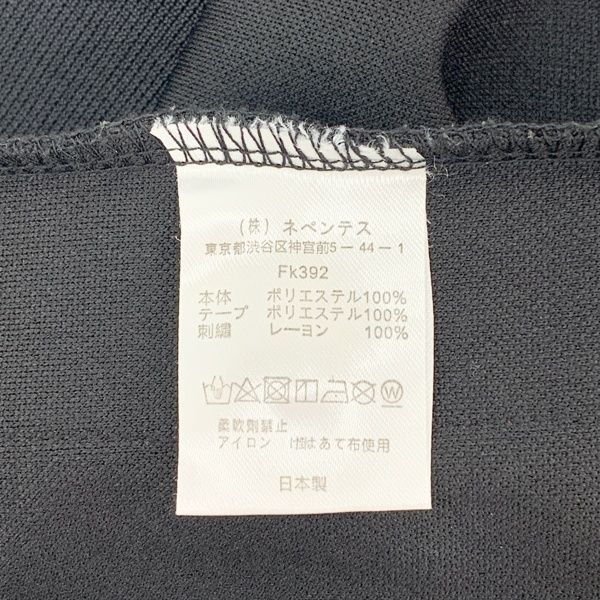 (株) ネペンテス
東京都渋谷区神宮前5－44－1
Fk392
本体 ポリエステル100%
テープ ポリエステル100%
刺繍 レーヨン 100%
柔軟剤禁止
アイロン がけはあて布使用
日本製